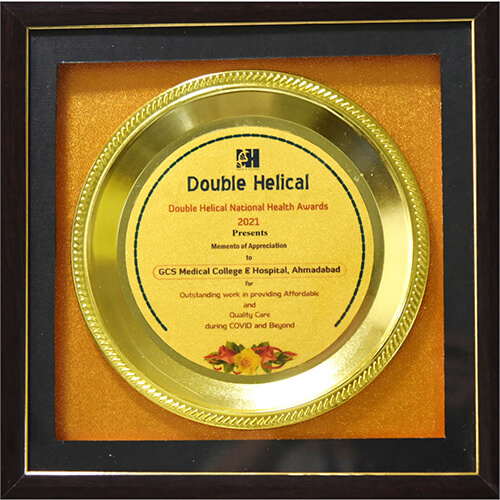 DH
Double Helical
Double Helical National Health Awards
2021
Presents
Memento of Appreciation
to
GCS Medical College & Hospital, Ahmadabad
for
Outstanding work in providing Affordable
and
Quality Care
during COVID and Beyond